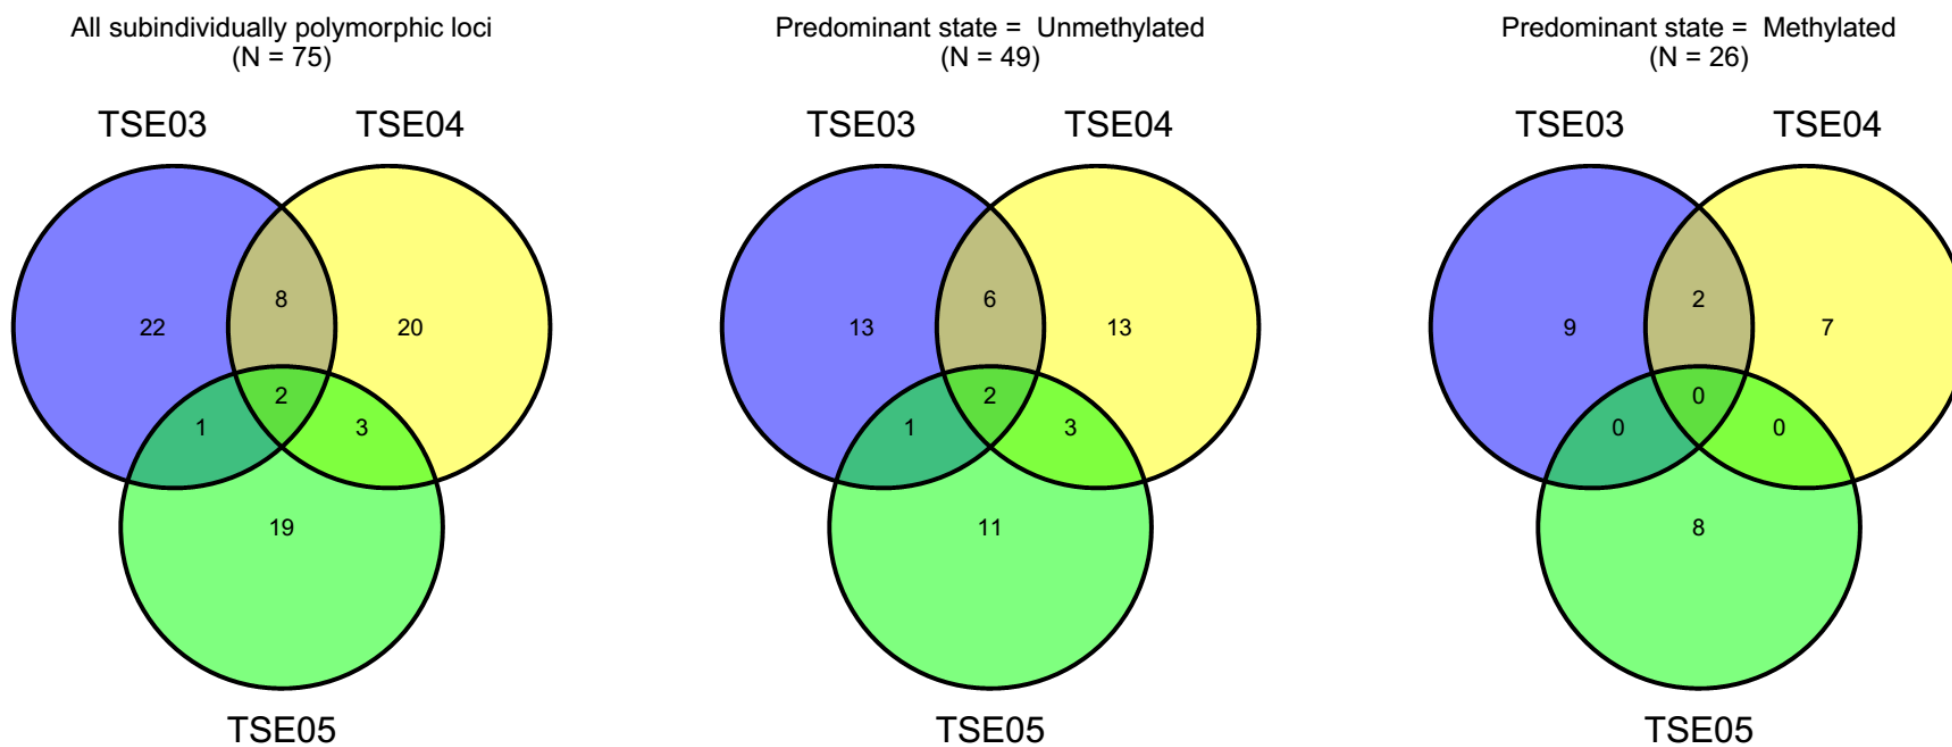 All subindividually polymorphic loci
(N = 75)
TSE03
TSE04
22
8
20
2
1
3
19
TSE05
Predominant state =  Unmethylated
(N = 49)
TSE03
TSE04
13
6
13
2
1
3
11
TSE05
Predominant state =  Methylated
(N = 26)
TSE03
TSE04
9
2
7
0
0
0
8
TSE05